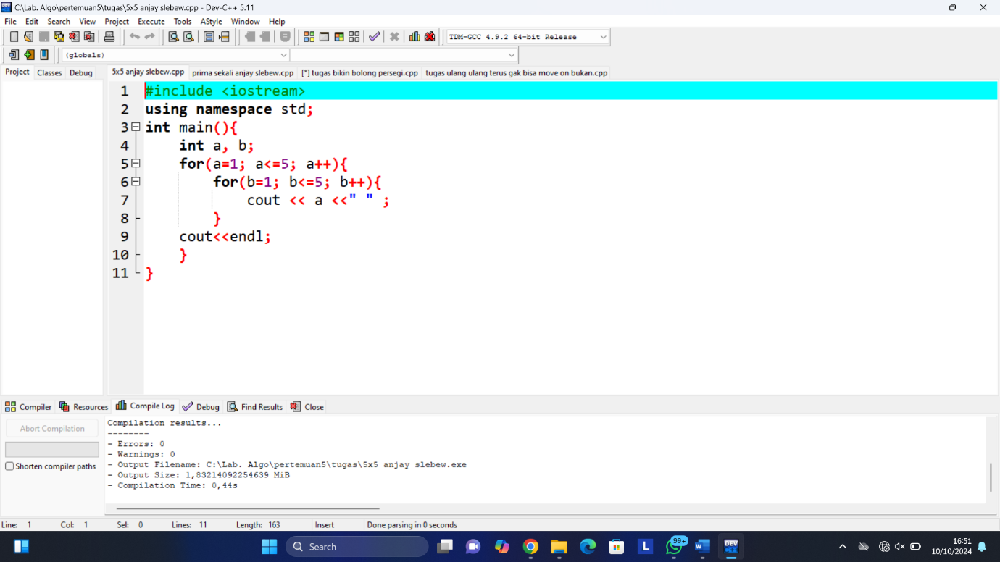 C:\Lab. Algo\pertemuan5\tugas\5x5 anjay slebew.cpp - Dev-C++ 5.11
File Edit Search View Project Execute Tools AStyle Window Help
TDM-GCC 4.9.2 64-bit Release
(globals)
Project Classes Debug
5x5 anjay slebew.cpp prima sekali anjay slebew.cpp [*] tugas bikin bolong persegi.cpp tugas ulang ulang terus gak bisa move on bukan.cpp
1 #include <iostream>
2 using namespace std;
3 int main(){
4 int a, b;
5 for(a=1; a<=5; a++){
6 for(b=1; b<=5; b++){
7 cout << a <<" " ;
8 }
9 cout<<endl;
10 }
11 }
Compiler Resources Compile Log Debug Find Results Close
Abort Compilation
Shorten compiler paths
Compilation results...
--------
- Errors: 0
- Warnings: 0
- Output Filename: C:\Lab. Algo\pertemuan5\tugas\5x5 anjay slebew.exe
- Output Size: 1,83214092254639 MiB
- Compilation Time: 0,44s
Line: 1 Col: 1 Sel: 0 Lines: 11 Length: 163 Insert Done parsing in 0 seconds
Search
L
99+
W
DEV
16:51
10/10/2024